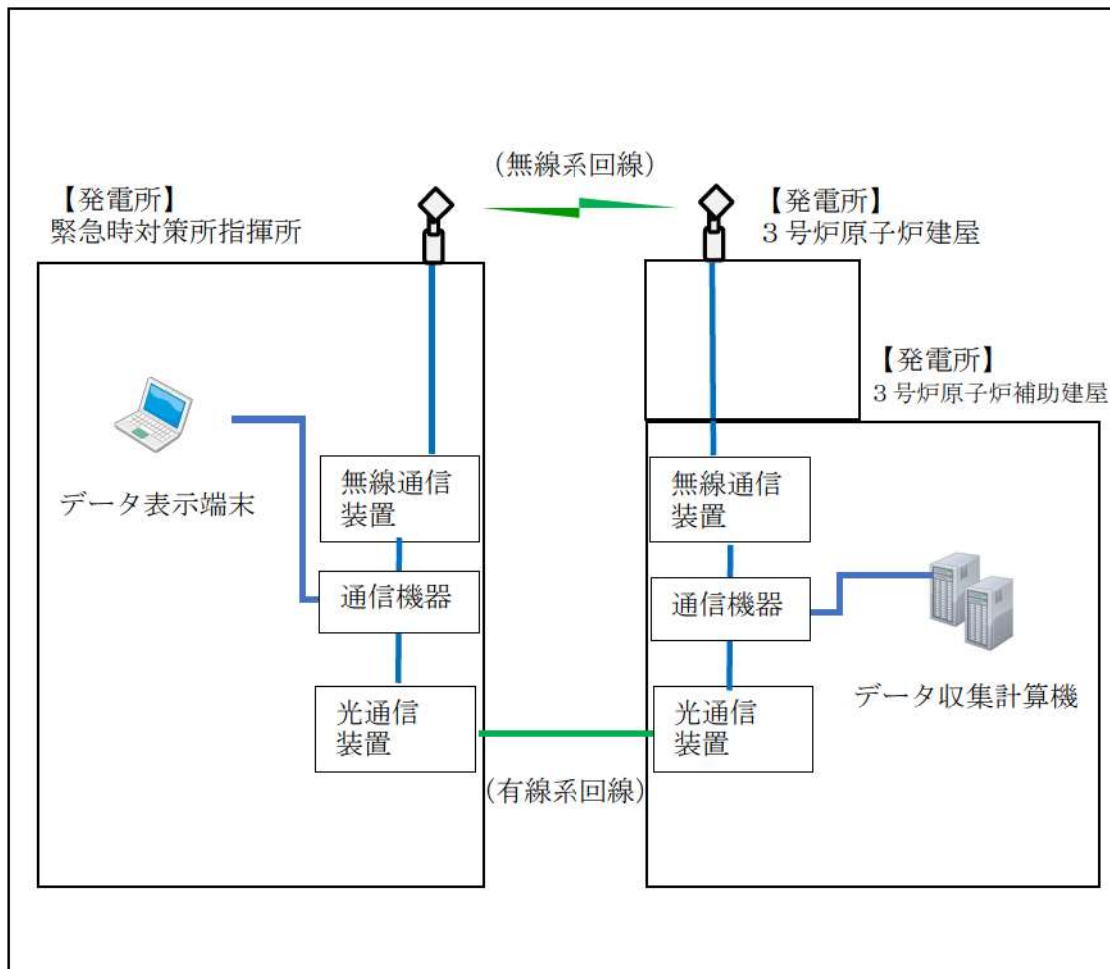 (無線系回線)
【発電所】
緊急時対策所指揮所
【発電所】
３号炉原子炉建屋
【発電所】
３号炉原子炉補助建屋
データ表示端末
無線通信
装置
通信機器
光通信
装置
無線通信
装置
通信機器
光通信
装置
データ収集計算機
(有線系回線)